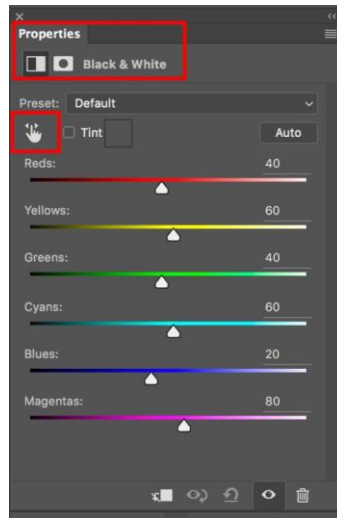 Properties
Black & White
Preset: Default
Tint Auto
Reds: 40
Yellows: 60
Greens: 40
Cyans: 60
Blues: 20
Magentas: 80